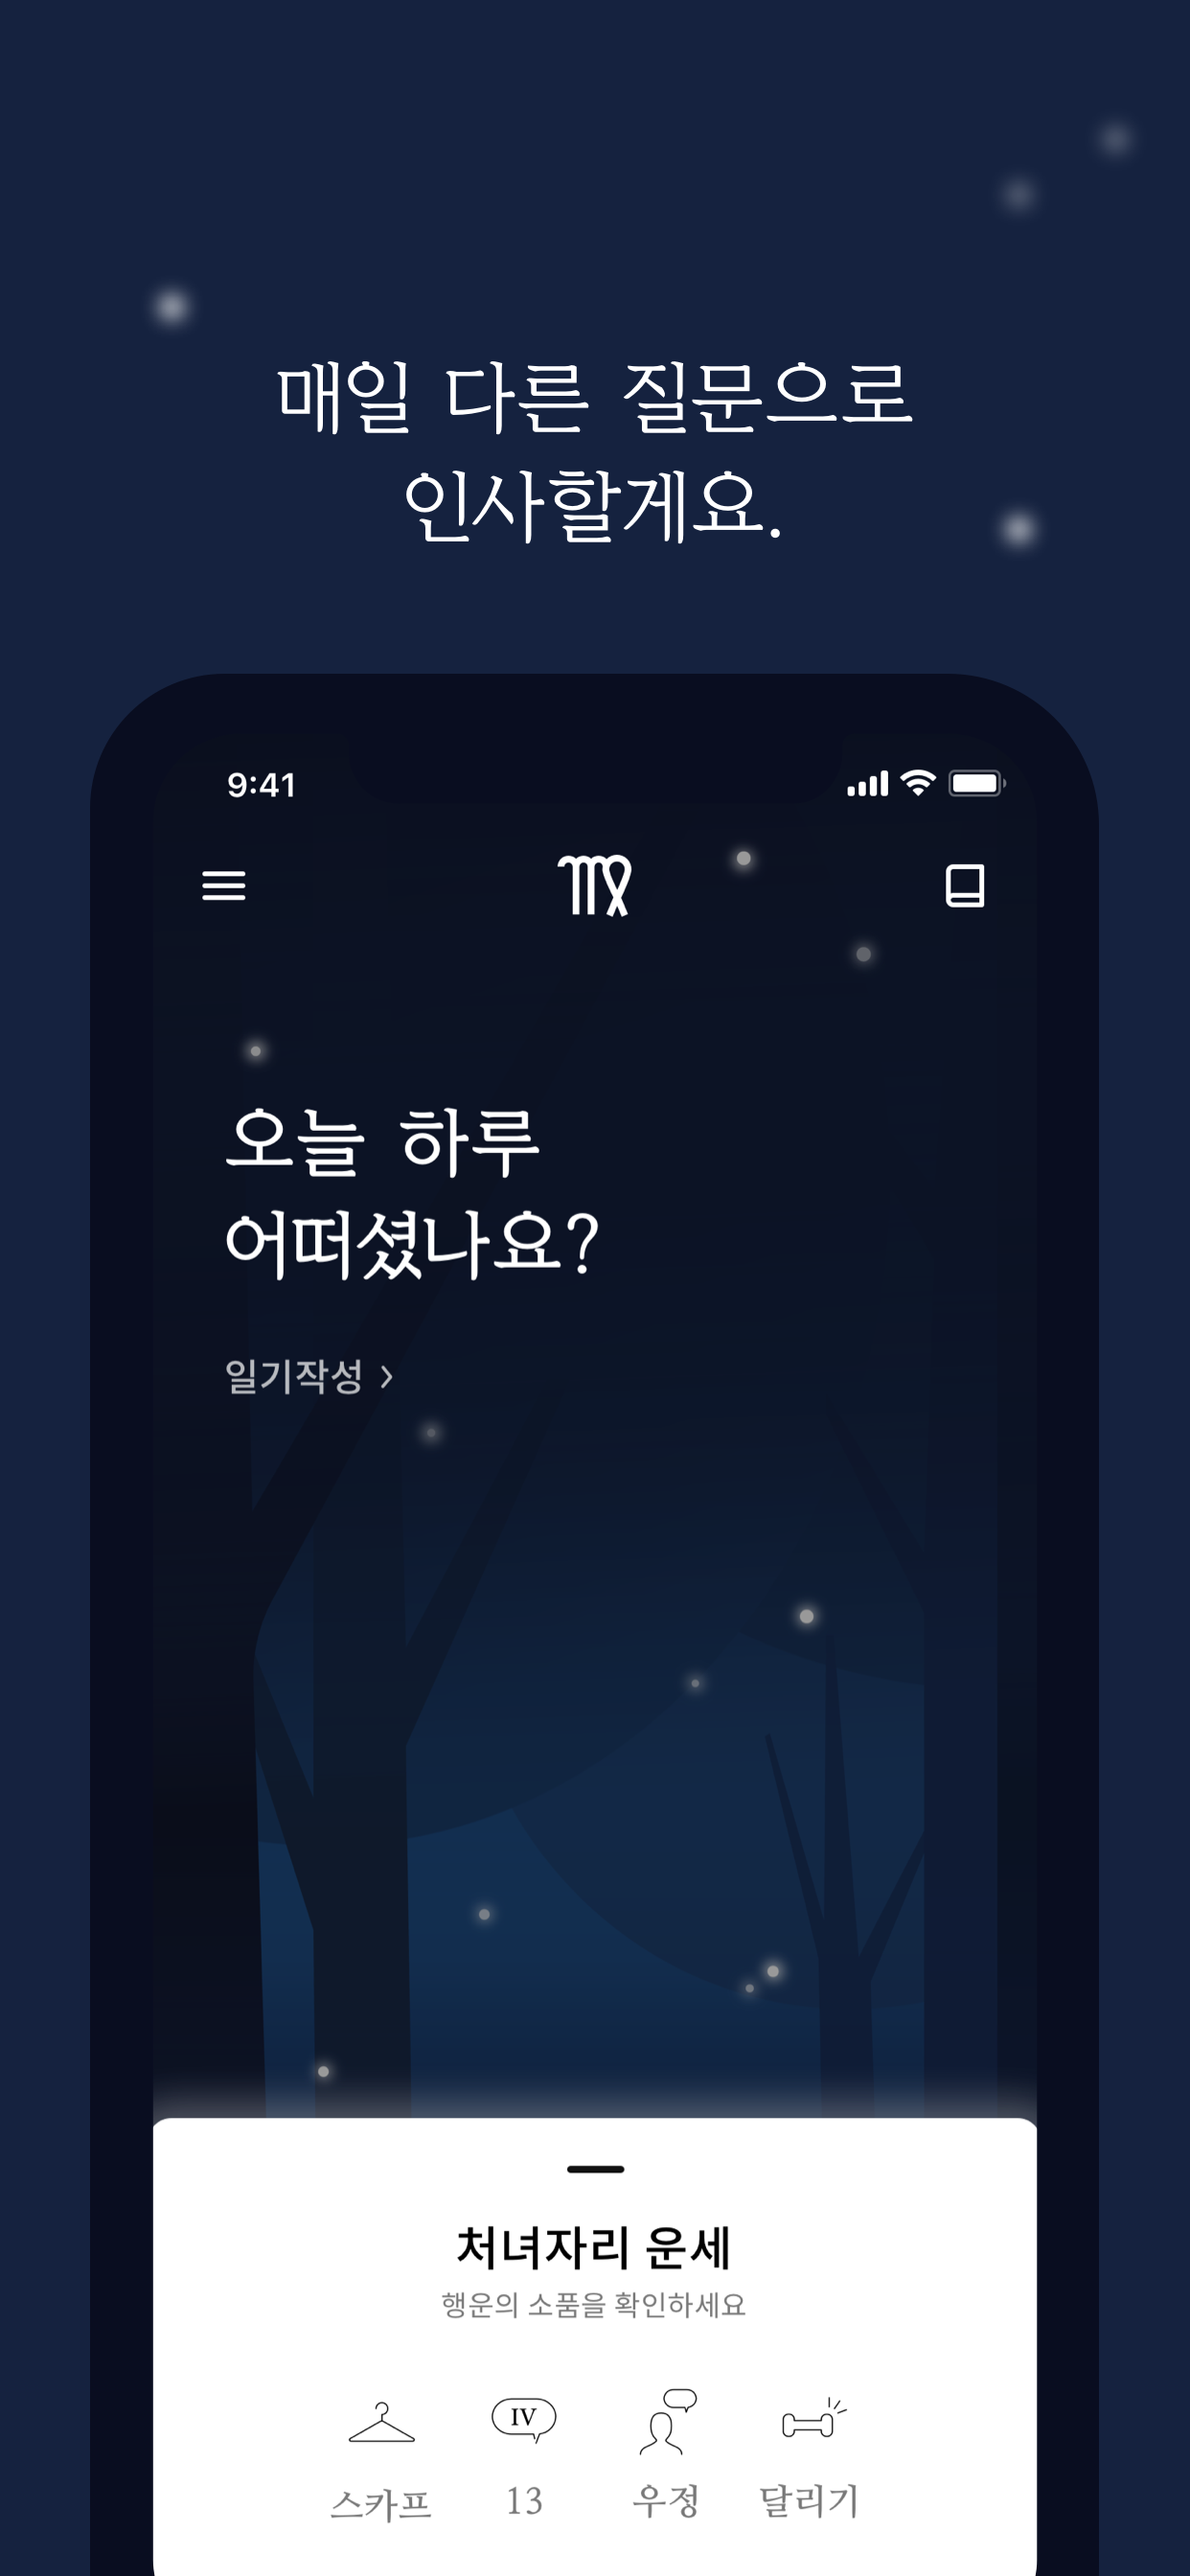 매일 다른 질문으로
인사할게요.
9:41
오늘 하루
어떠셨나요?
일기작성
처녀자리 운세
행운의 소품을 확인하세요
IV
스카프 13 우정 달리기